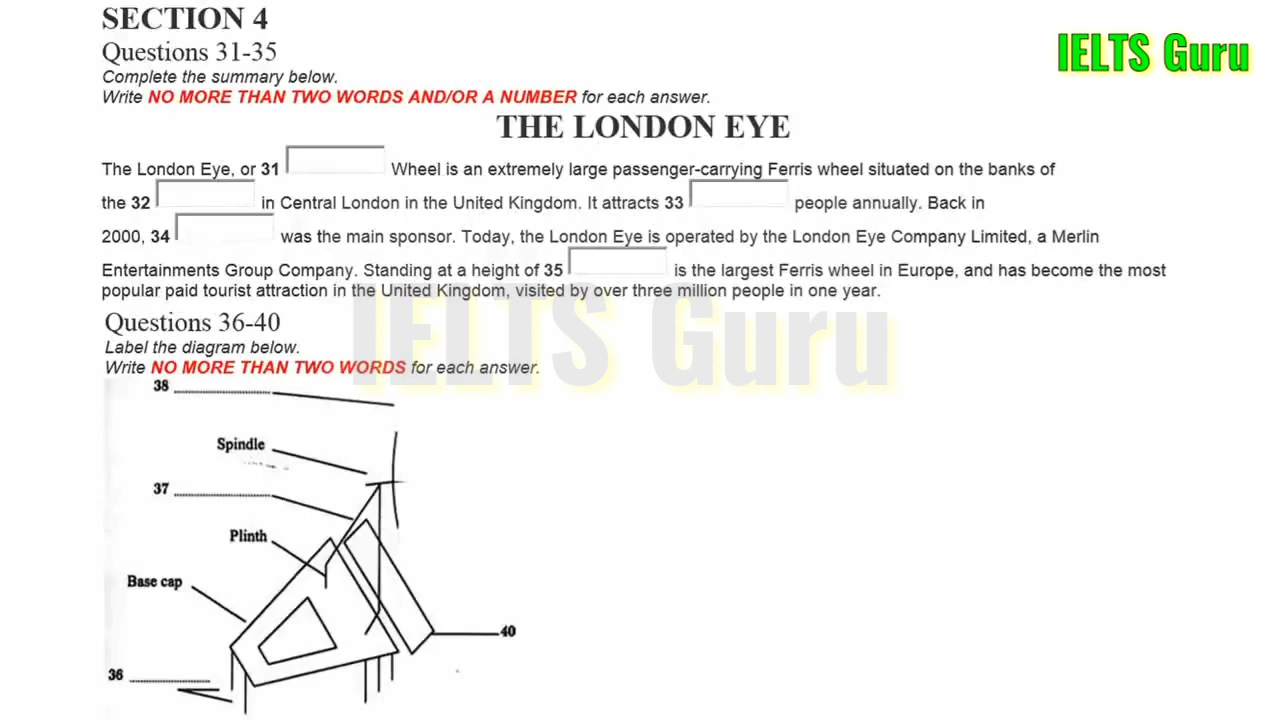 SECTION 4
IELTS Guru
Questions 31-35
Complete the summary below.
Write NO MORE THAN TWO WORDS AND/OR A NUMBER for each answer.
THE LONDON EYE
The London Eye, or 31 Wheel is an extremely large passenger-carrying Ferris wheel situated on the banks of
the 32 in Central London in the United Kingdom. It attracts 33 people annually. Back in
2000, 34 was the main sponsor. Today, the London Eye is operated by the London Eye Company Limited, a Merlin
Entertainments Group Company. Standing at a height of 35 is the largest Ferris wheel in Europe, and has become the most
popular paid tourist attraction in the United Kingdom, visited by over three million people in one year.
IELTS Guru
Questions 36-40
Label the diagram below.
Write NO MORE THAN TWO WORDS for each answer.
38
Spindle
37
Plinth
Base cap
40
36